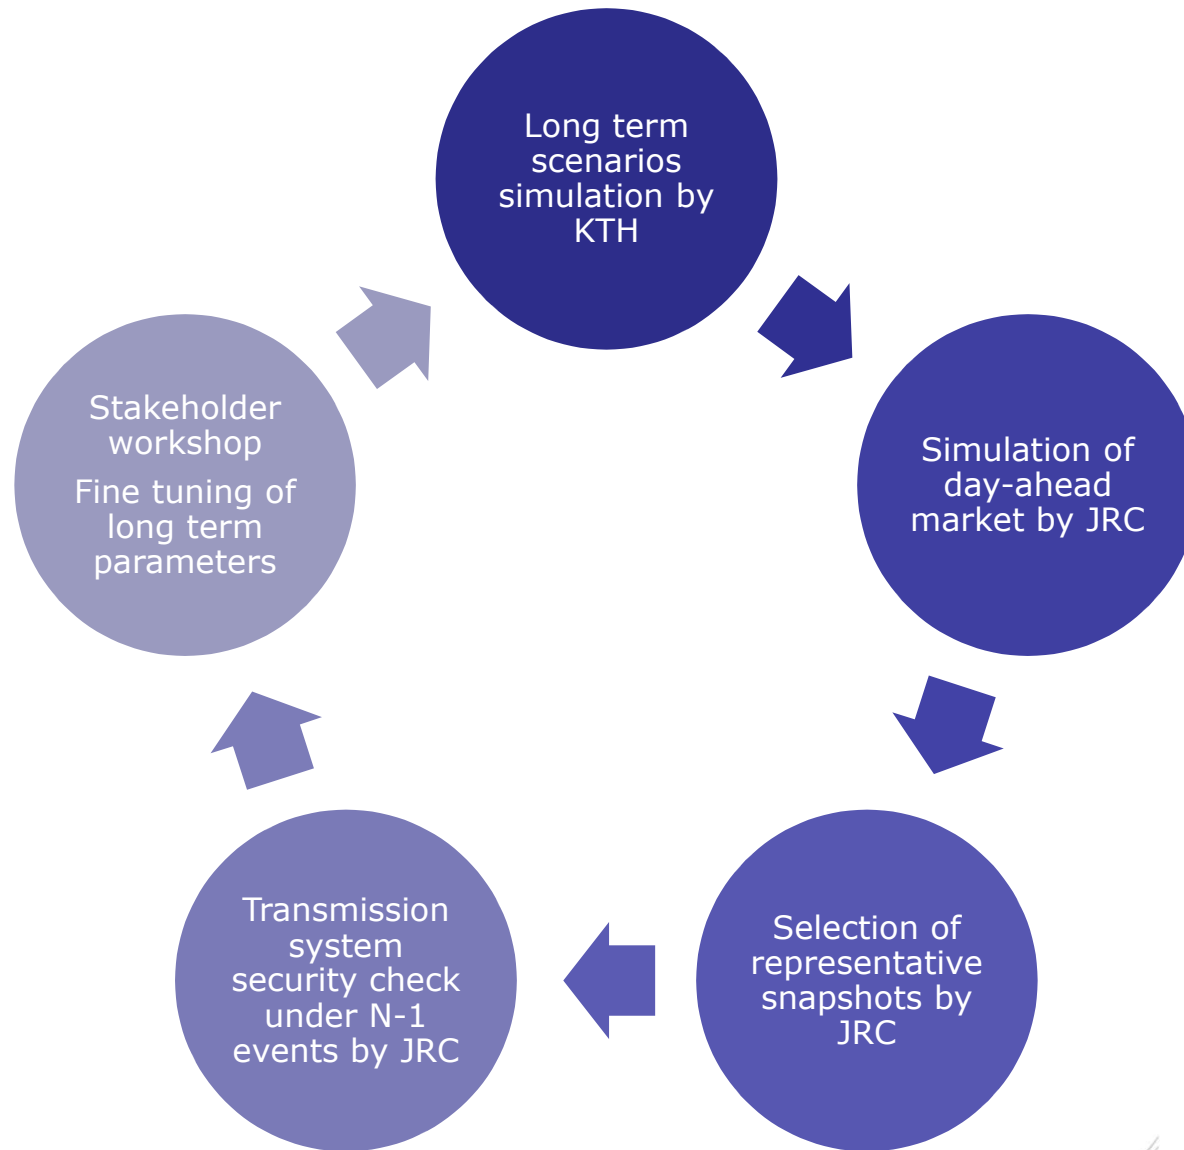 Long term
scenarios
simulation by
KTH
Simulation of
day-ahead
market by JRC
Selection of
representative
snapshots by
JRC
Transmission
system
security check
under N-1
events by JRC
Stakeholder
workshop
Fine tuning of
long term
parameters